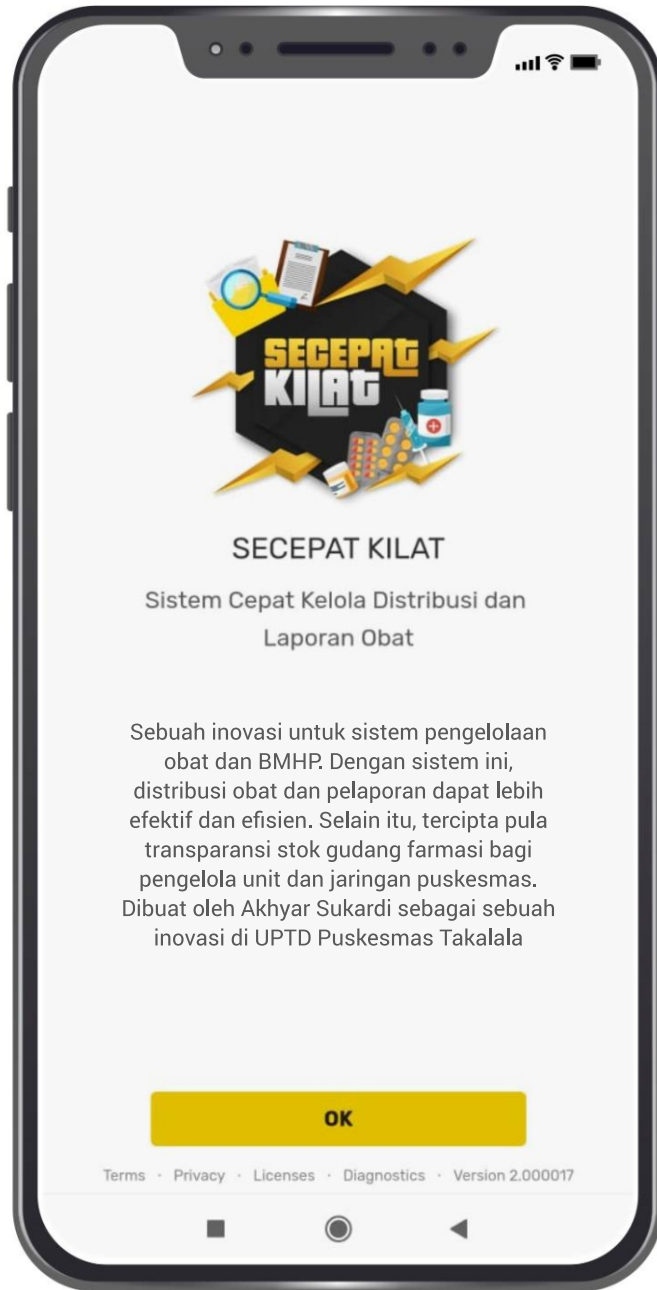 SECEPAT
KILAT
SECEPAT KILAT
Sistem Cepat Kelola Distribusi dan
Laporan Obat
Sebuah inovasi untuk sistem pengelolaan
obat dan BMHP. Dengan sistem ini,
distribusi obat dan pelaporan dapat lebih
efektif dan efisien. Selain itu, tercipta pula
transparansi stok gudang farmasi bagi
pengelola unit dan jaringan puskesmas.
Dibuat oleh Akhyar Sukardi sebagai sebuah
inovasi di UPTD Puskesmas Takalala
OK
Terms · Privacy · Licenses · Diagnostics · Version 2.000017